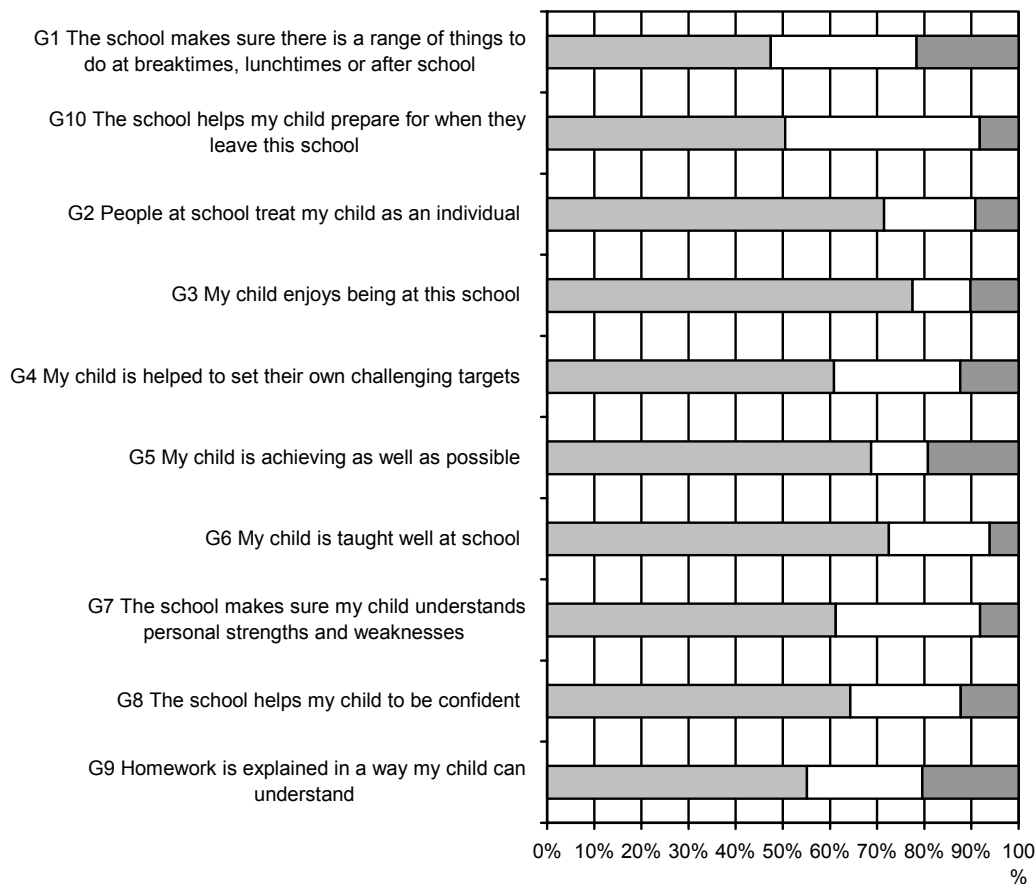 G1 The school makes sure there is a range of things to
do at breaktimes, lunchtimes or after school
G10 The school helps my child prepare for when they
leave this school
G2 People at school treat my child as an individual
G3 My child enjoys being at this school
G4 My child is helped to set their own challenging targets
G5 My child is achieving as well as possible
G6 My child is taught well at school
G7 The school makes sure my child understands
personal strengths and weaknesses
G8 The school helps my child to be confident
G9 Homework is explained in a way my child can
understand
0% 10% 20% 30% 40% 50% 60% 70% 80% 90% 100
%